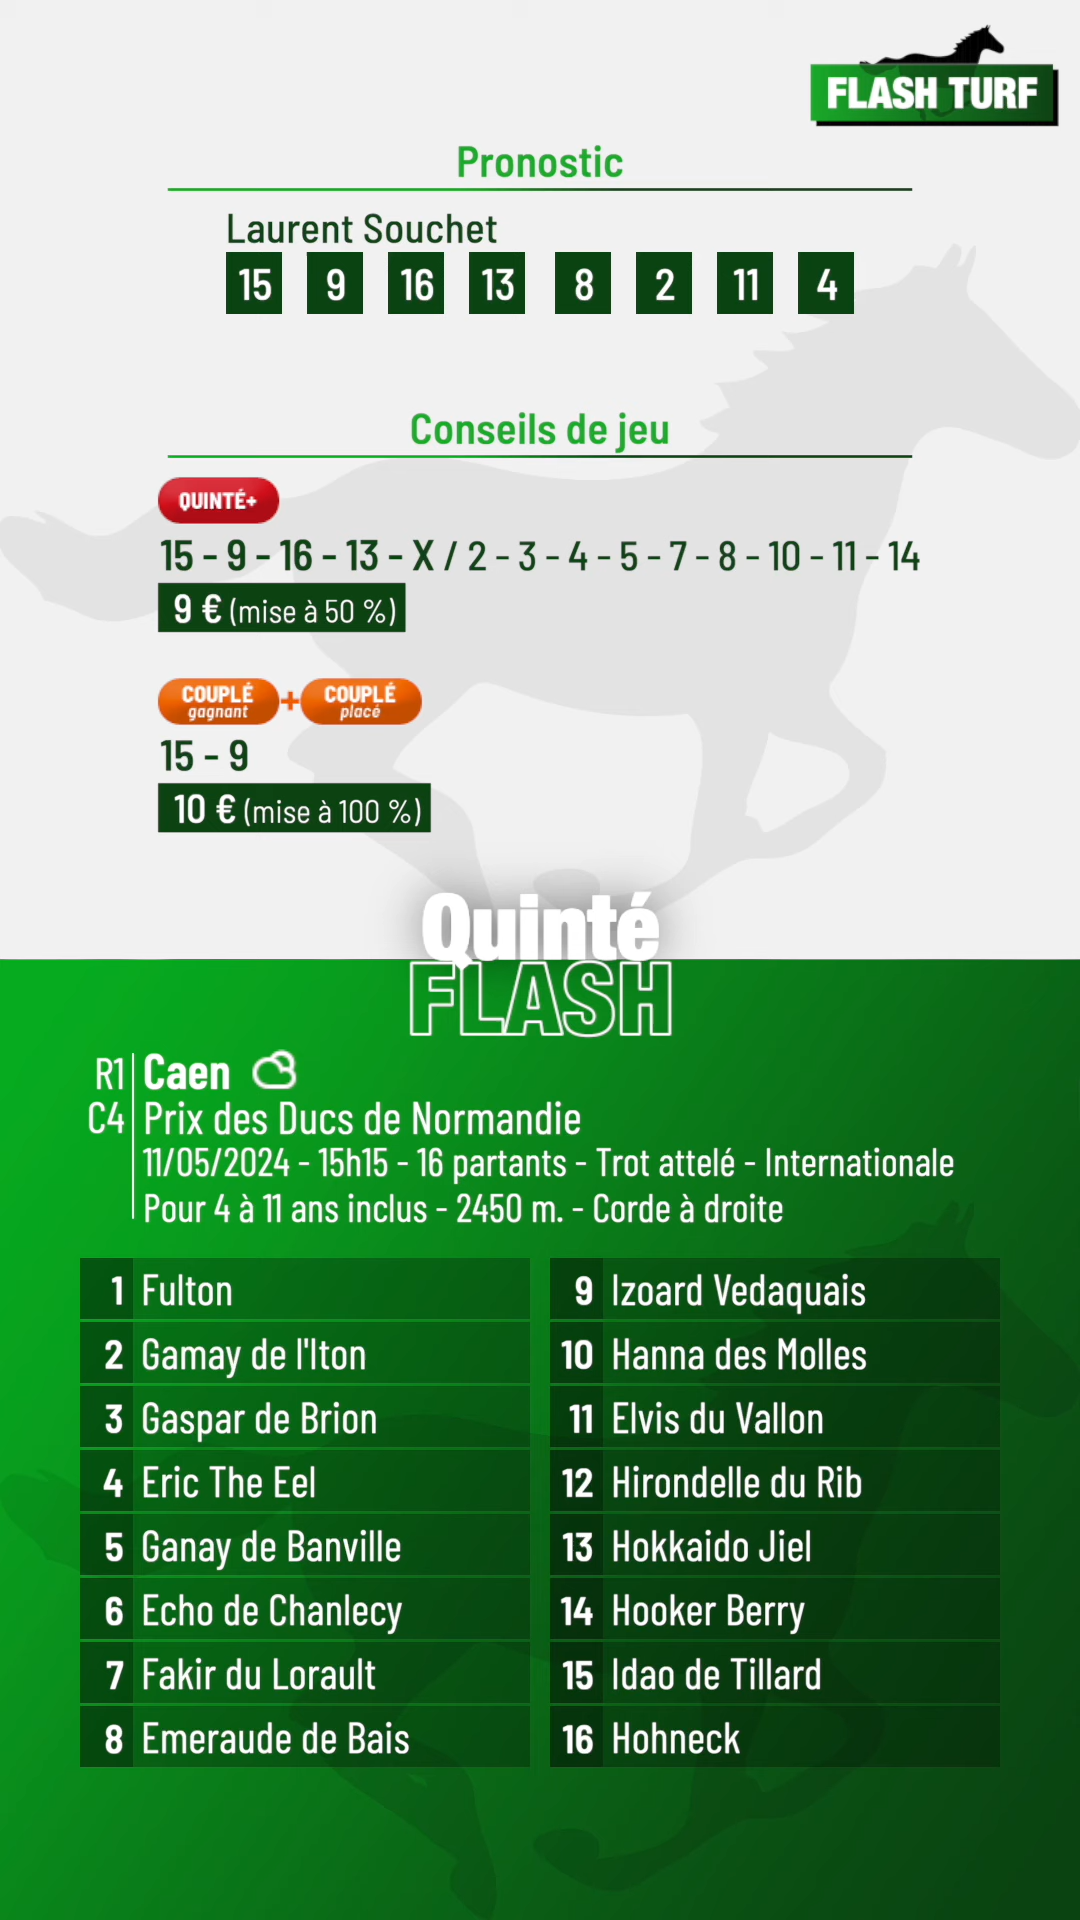 FLASH TURF
Pronostic
Laurent Souchet
15 9 16 13 8 2 11 4
Conseils de jeu
QUINTÉ+
15 - 9 - 16 - 13 - X / 2 - 3 - 4 - 5 - 7 - 8 - 10 - 11 - 14
9 € (mise à 50 %)
COUPLÉ gagnant + COUPLÉ placé
15 - 9
10 € (mise à 100 %)
Quinté
FLASH
R1 Caen
C4 Prix des Ducs de Normandie
11/05/2024 - 15h15 - 16 partants - Trot attelé - Internationale
Pour 4 à 11 ans inclus - 2450 m. - Corde à droite
1 Fulton
2 Gamay de l'Iton
3 Gaspar de Brion
4 Eric The Eel
5 Ganay de Banville
6 Echo de Chanlecy
7 Fakir du Lorault
8 Emeraude de Bais
9 Izoard Vedaquais
10 Hanna des Molles
11 Elvis du Vallon
12 Hirondelle du Rib
13 Hokkaido Jiel
14 Hooker Berry
15 Idao de Tillard
16 Hohneck